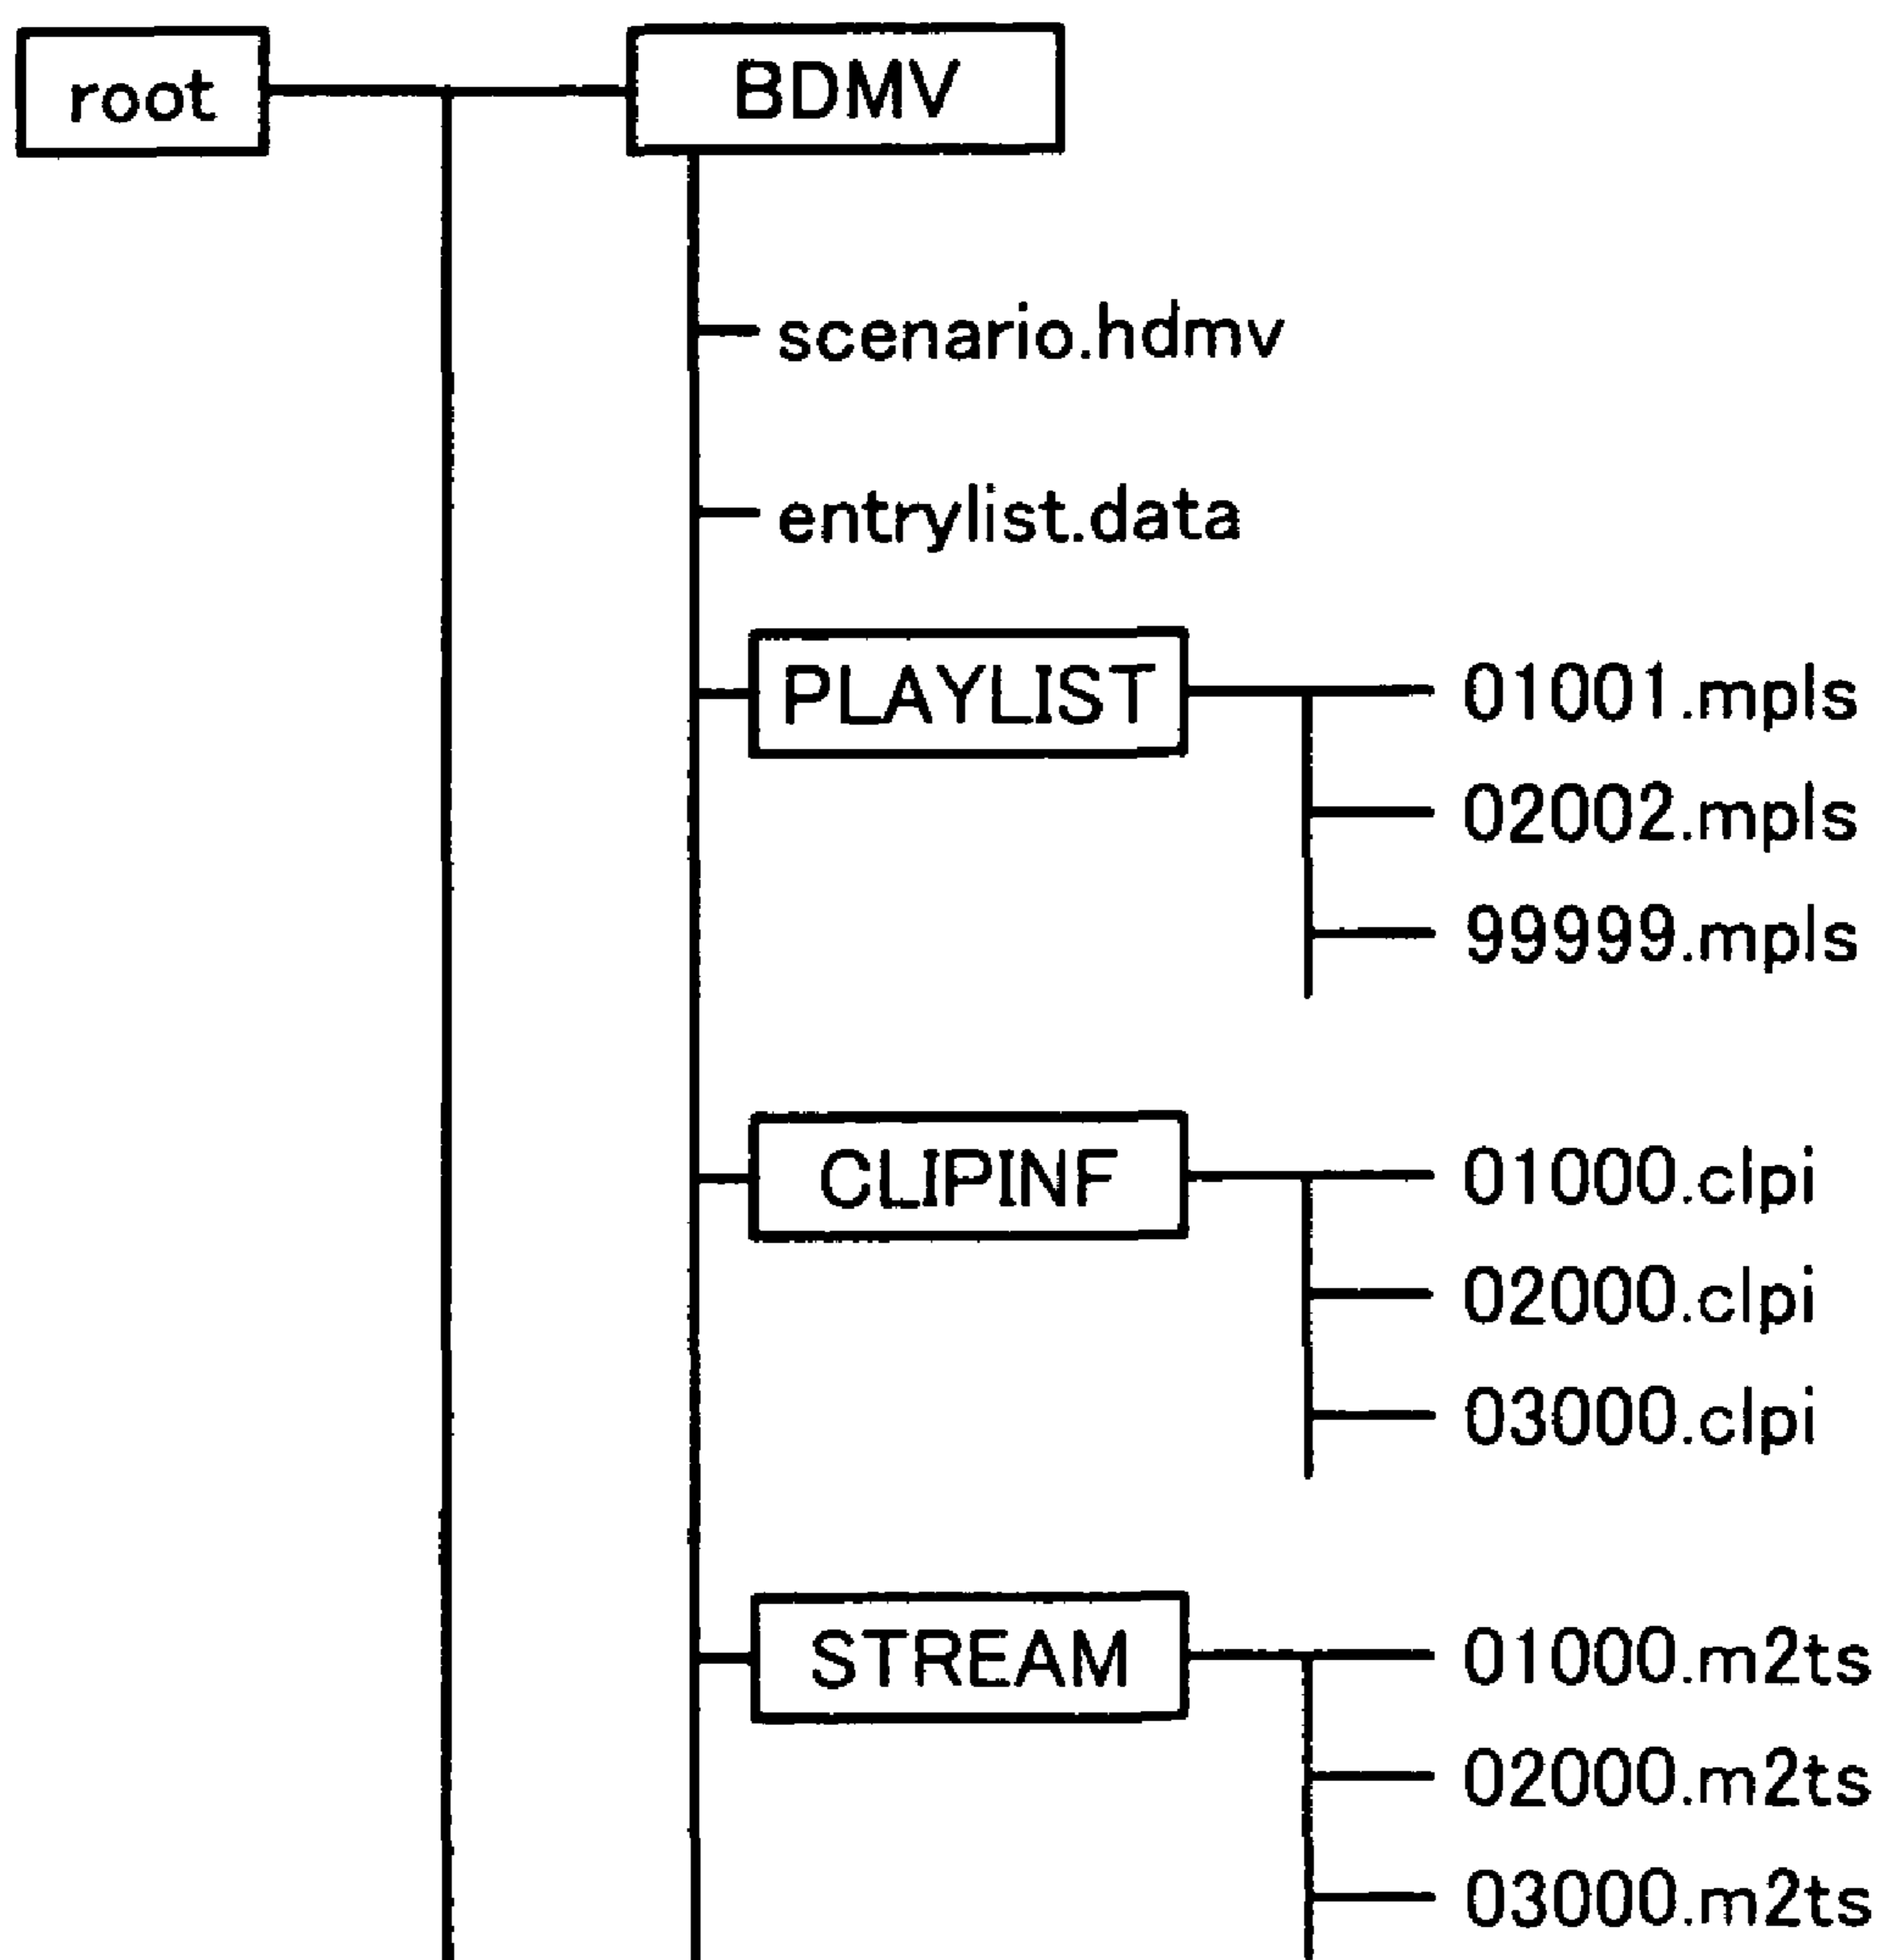 root BDMV
scenario.hdmv
entrylist.data
PLAYLIST 01001.mpls
02002.mpls
99999.mpls
CLIPINF 01000.clpi
02000.clpi
03000.clpi
STREAM 01000.m2ts
02000.m2ts
03000.m2ts